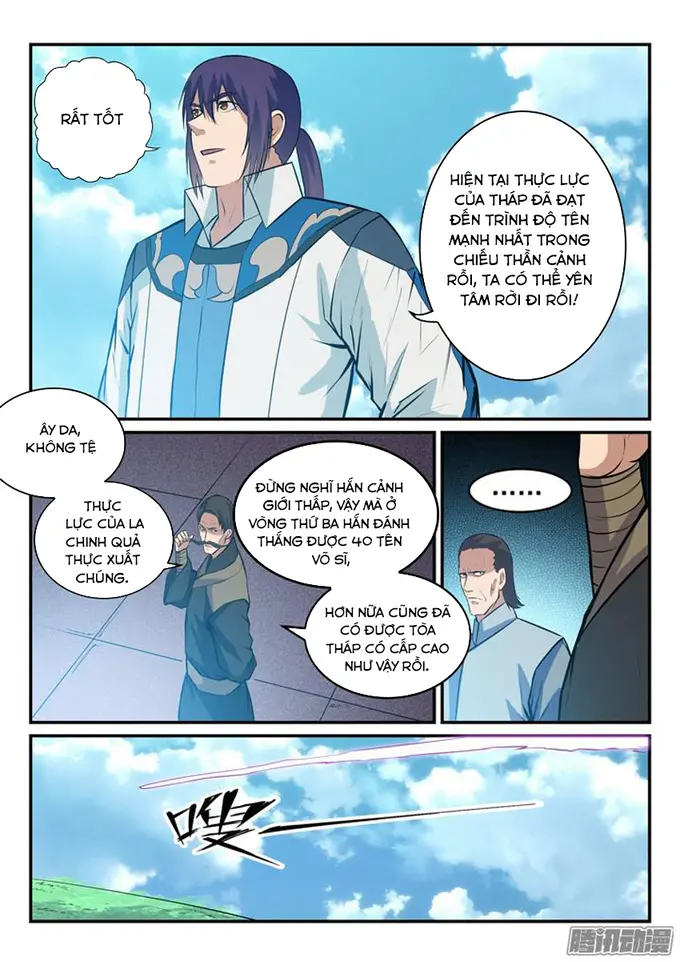 RẤT TỐT
HIỆN TẠI THỰC LỰC
CỦA THÁP ĐÃ ĐẠT
ĐẾN TRÌNH ĐỘ TÊN
MẠNH NHẤT TRONG
CHIẾU THẦN CẢNH
RỒI, TA CÓ THỂ YÊN
TÂM RỜI ĐI RỒI!
ÂY DA,
KHÔNG TỆ
THỰC
LỰC CỦA LA
CHINH QUẢ
THỰC XUẤT
CHÚNG.
ĐỪNG NGHĨ HẮN CẢNH
GIỚI THẤP, VẬY MÀ Ở
VÒNG THỨ BA HẮN ĐÁNH
THẮNG ĐƯỢC 40 TÊN
VÕ SĨ,
HƠN NỮA CŨNG ĐÃ
CÓ ĐƯỢC TÒA
THÁP CÓ CẤP CAO
NHƯ VẬY RỒI.
......
嗖
腾讯动漫